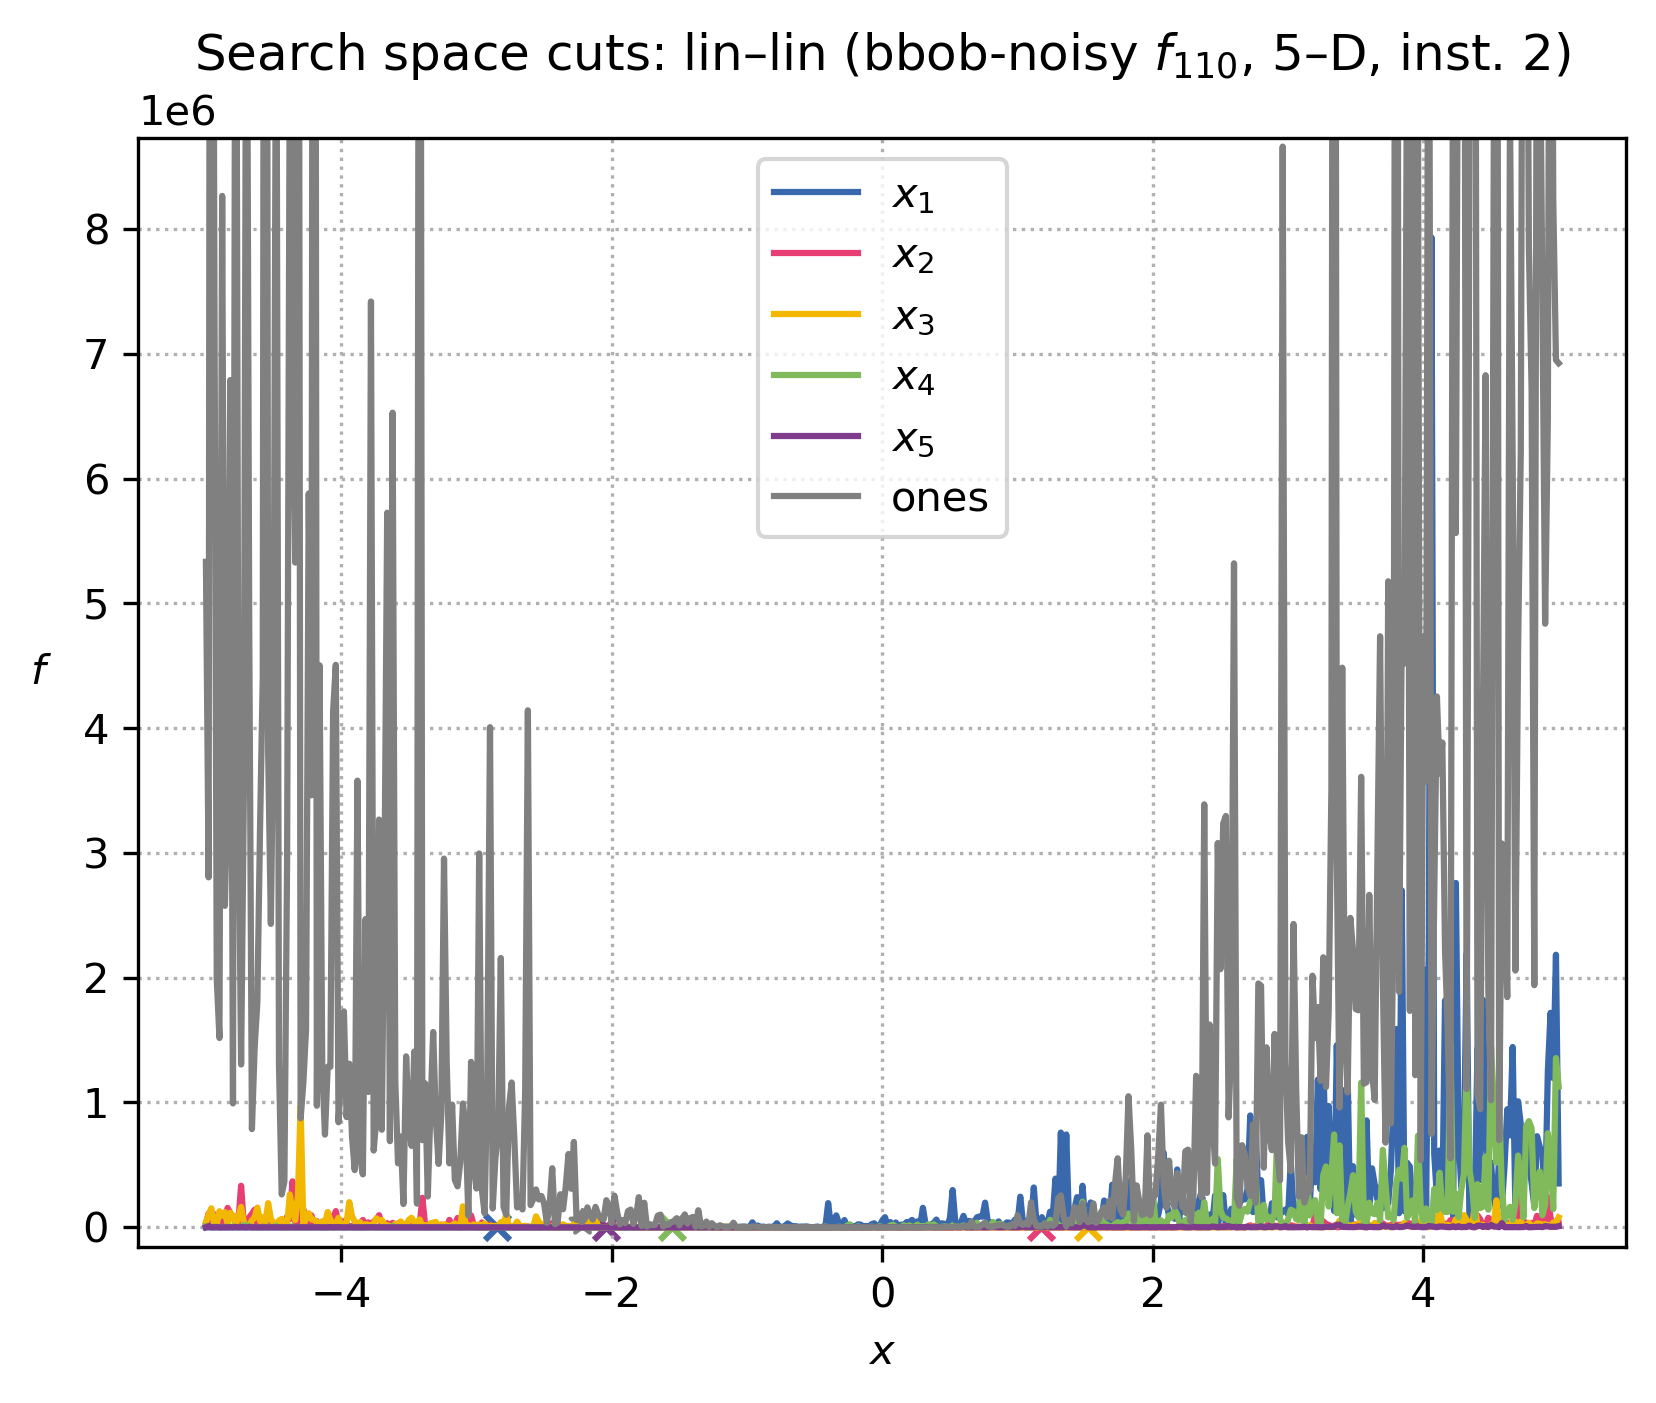 Search space cuts: lin–lin (bbob-noisy f110, 5–D, inst. 2)
1e6
x1
x2
x3
x4
x5
ones
8
7
6
5
4
3
2
1
0
f
−4 −2 0 2 4
x